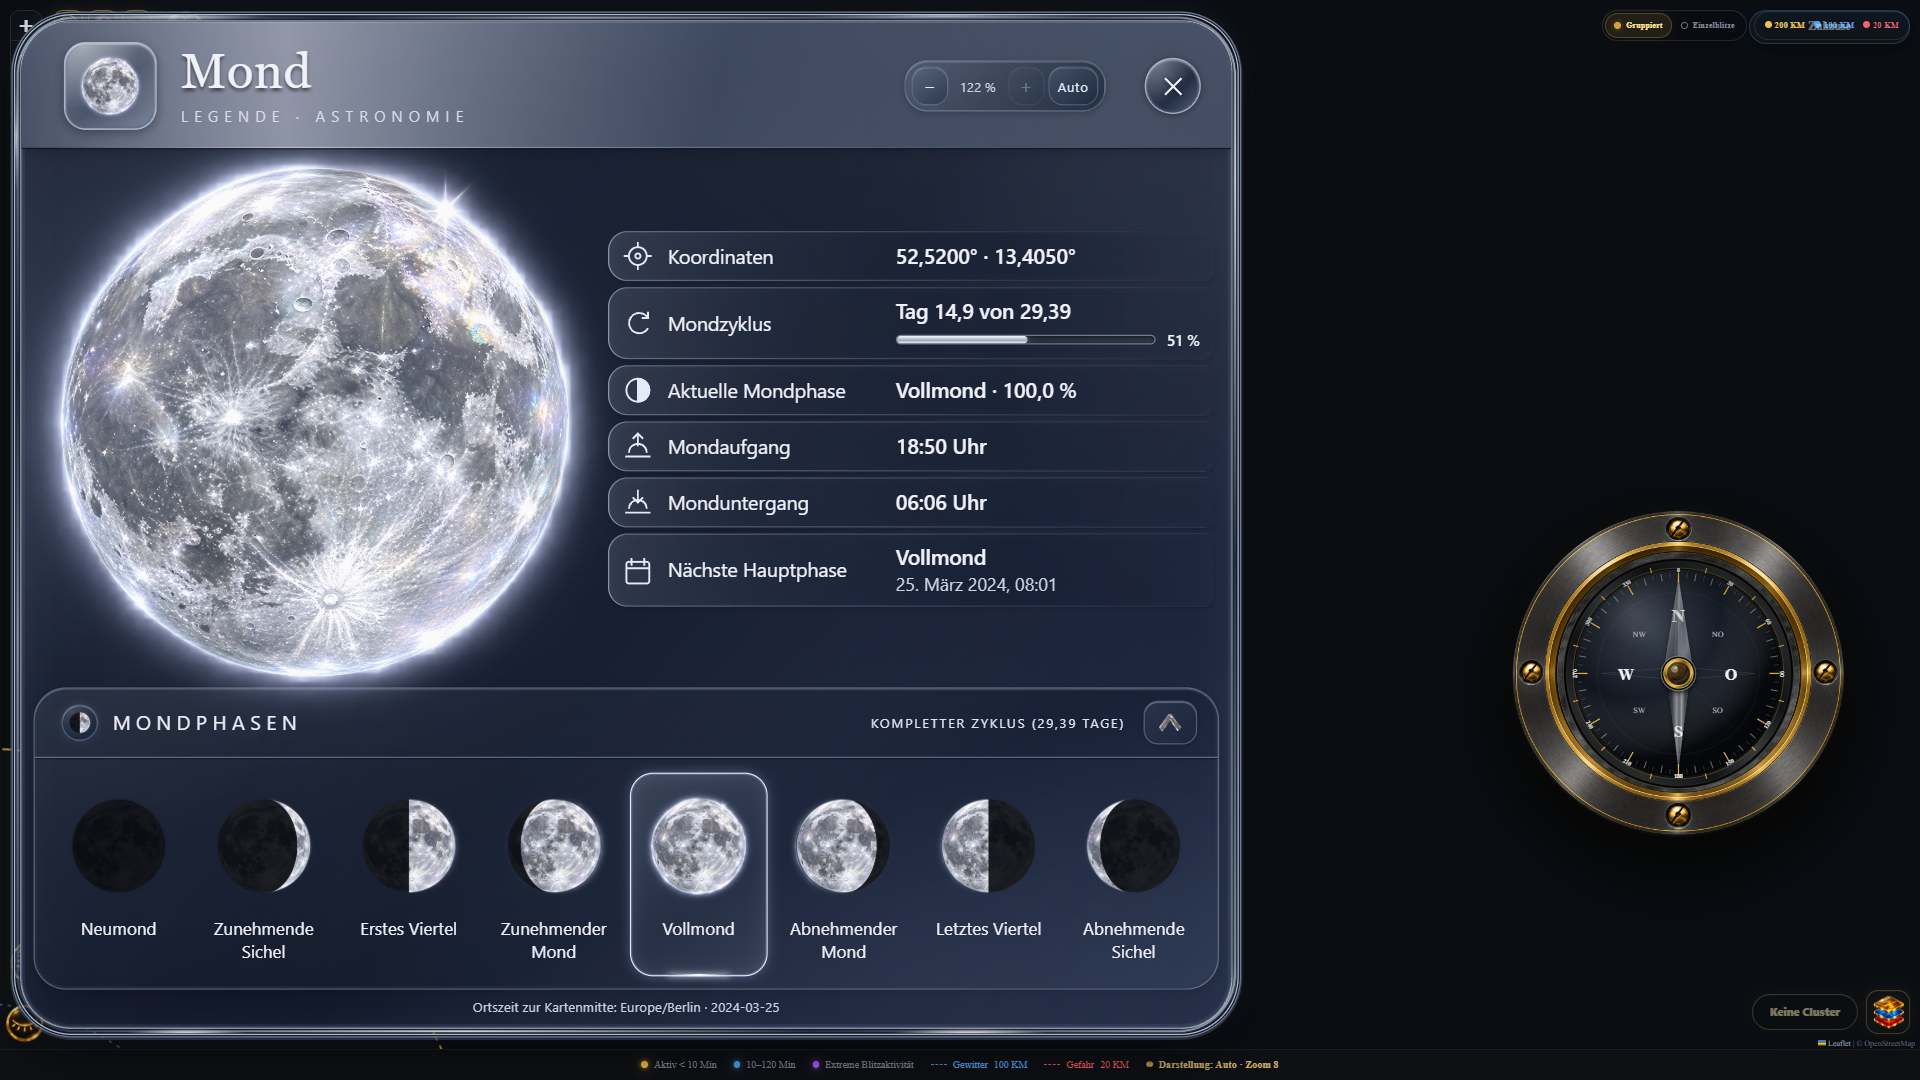 Mond
LEGENDE · ASTRONOMIE
− 122 % + Auto
Gruppiert
Einzelblitze
200 KM
20 KM
Koordinaten 52,5200° · 13,4050°
Mondzyklus Tag 14,9 von 29,39
51 %
Aktuelle Mondphase Vollmond · 100,0 %
Mondaufgang 18:50 Uhr
Monduntergang 06:06 Uhr
Nächste Hauptphase Vollmond
25. März 2024, 08:01
MONDPHASEN
KOMPLETTER ZYKLUS (29,39 TAGE)
Neumond
Zunehmende
Sichel
Erstes Viertel
Zunehmender
Mond
Vollmond
Abnehmender
Mond
Letztes Viertel
Abnehmende
Sichel
Ortszeit zur Kartenmitte: Europe/Berlin · 2024-03-25
N
NW NO
W O
SW SO
S
Keine Cluster
Leaflet | © OpenStreetMap
Aktiv < 10 Min
10–120 Min
Extreme Blitzaktivität
Gewitter 100 KM
Gefahr 20 KM
Darstellung: Auto - Zoom 8